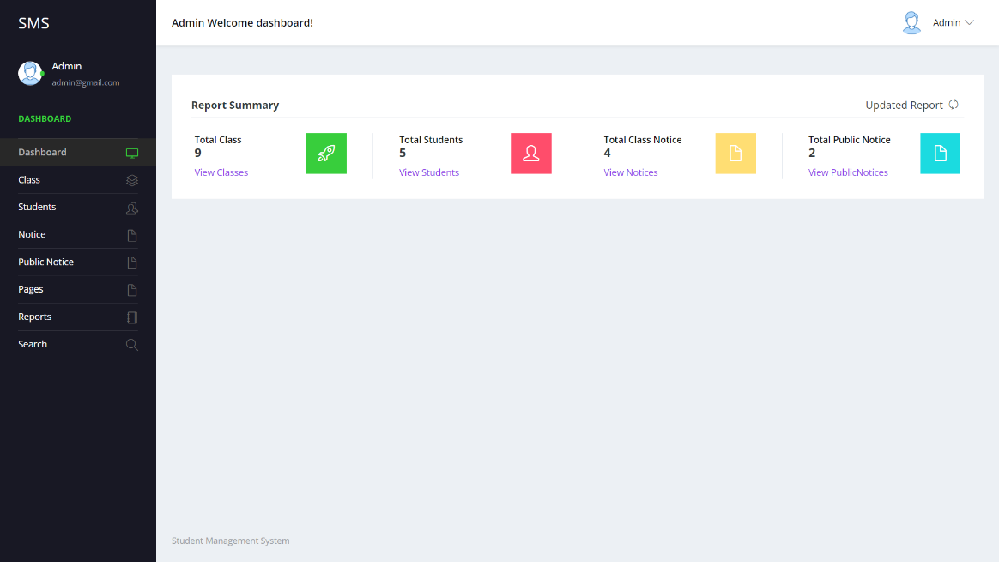 SMS
Admin
admin@gmail.com
DASHBOARD
Dashboard
Class
Students
Notice
Public Notice
Pages
Reports
Search
Admin Welcome dashboard!
Admin
Report Summary
Updated Report
Total Class
9
View Classes
Total Students
5
View Students
Total Class Notice
4
View Notices
Total Public Notice
2
View PublicNotices
Student Management System